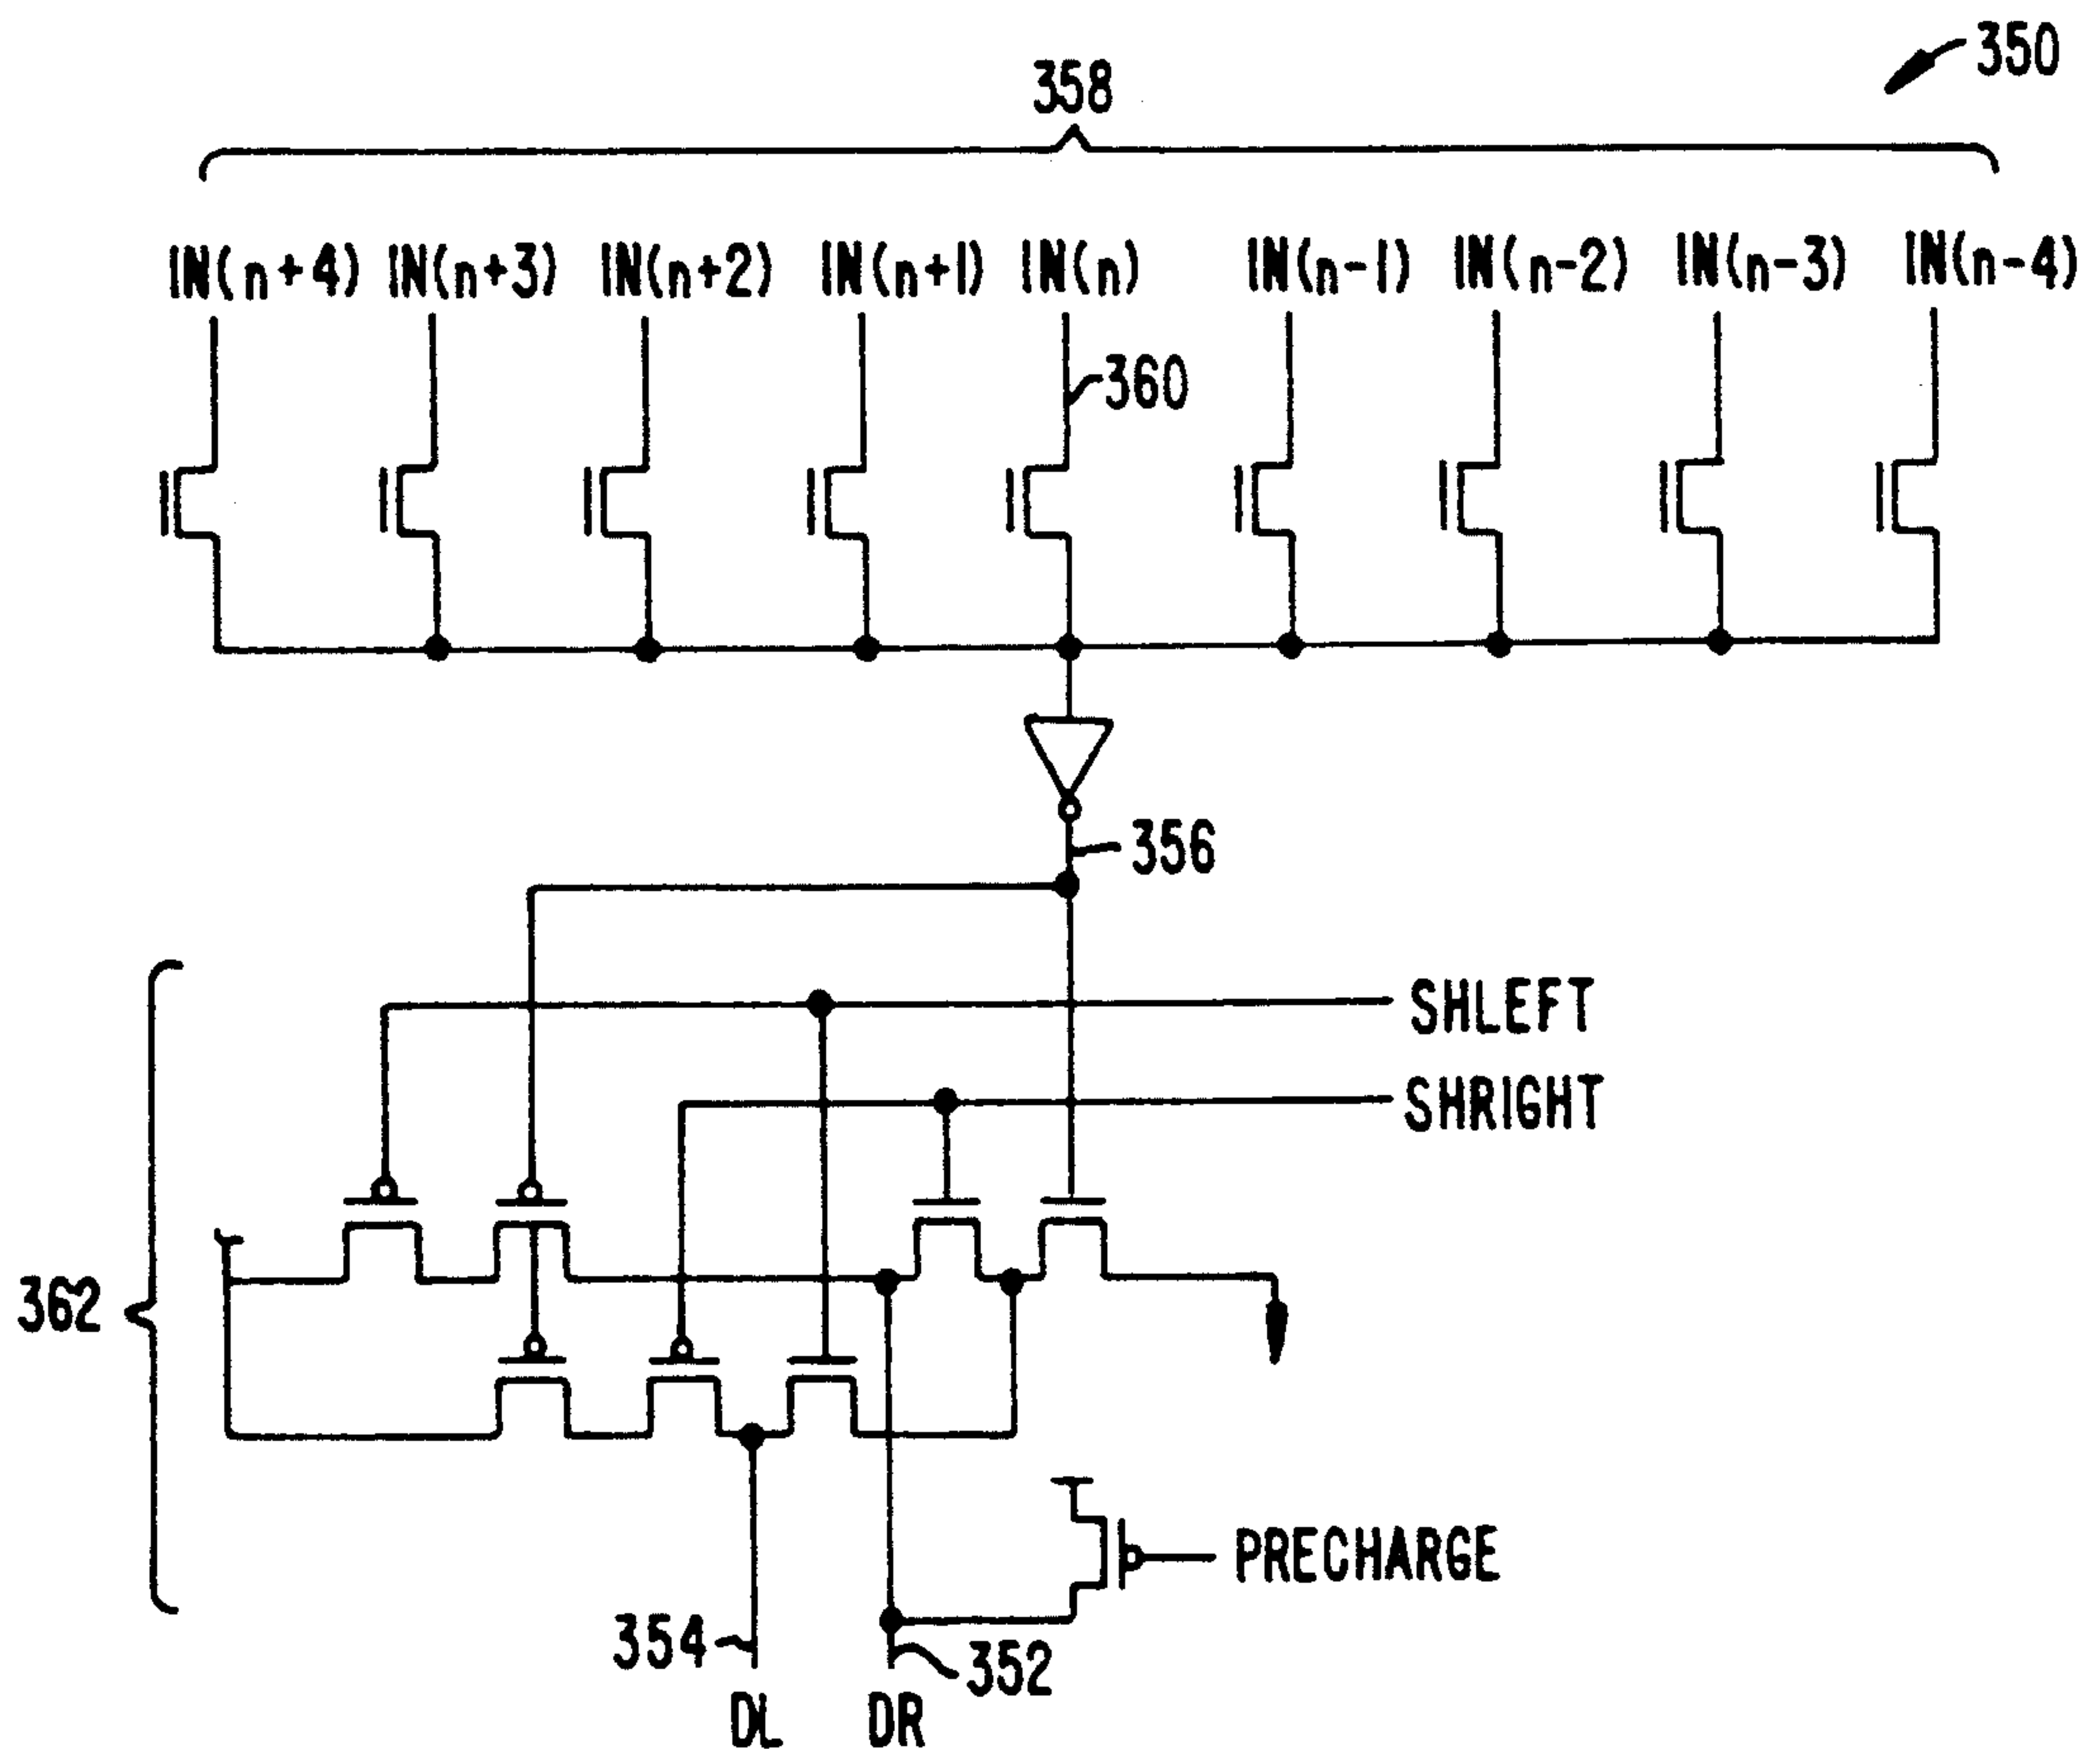 350
358
IN(n+4) IN(n+3) IN(n+2) IN(n+1) IN(n) IN(n-1) IN(n-2) IN(n-3) IN(n-4)
360
356
SHLEFT
SHRIGHT
362
PRECHARGE
354 352
DL DR